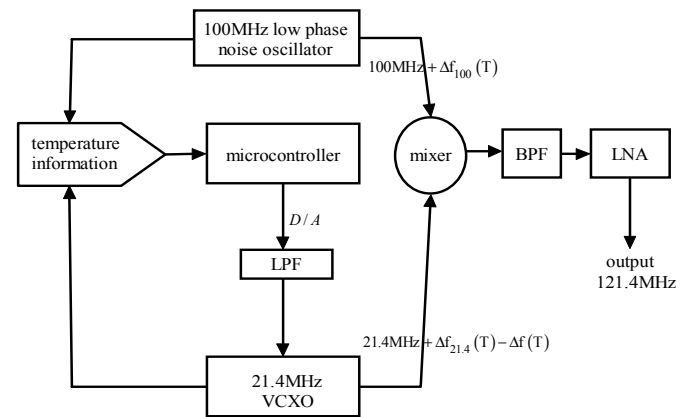 100MHz low phase
noise oscillator
100MHz + Δf₁₀₀ (T)
temperature
information
microcontroller
mixer
BPF
LNA
D / A
LPF
output
121.4MHz
21.4MHz + Δf₂₁.₄ (T) − Δf (T)
21.4MHz
VCXO